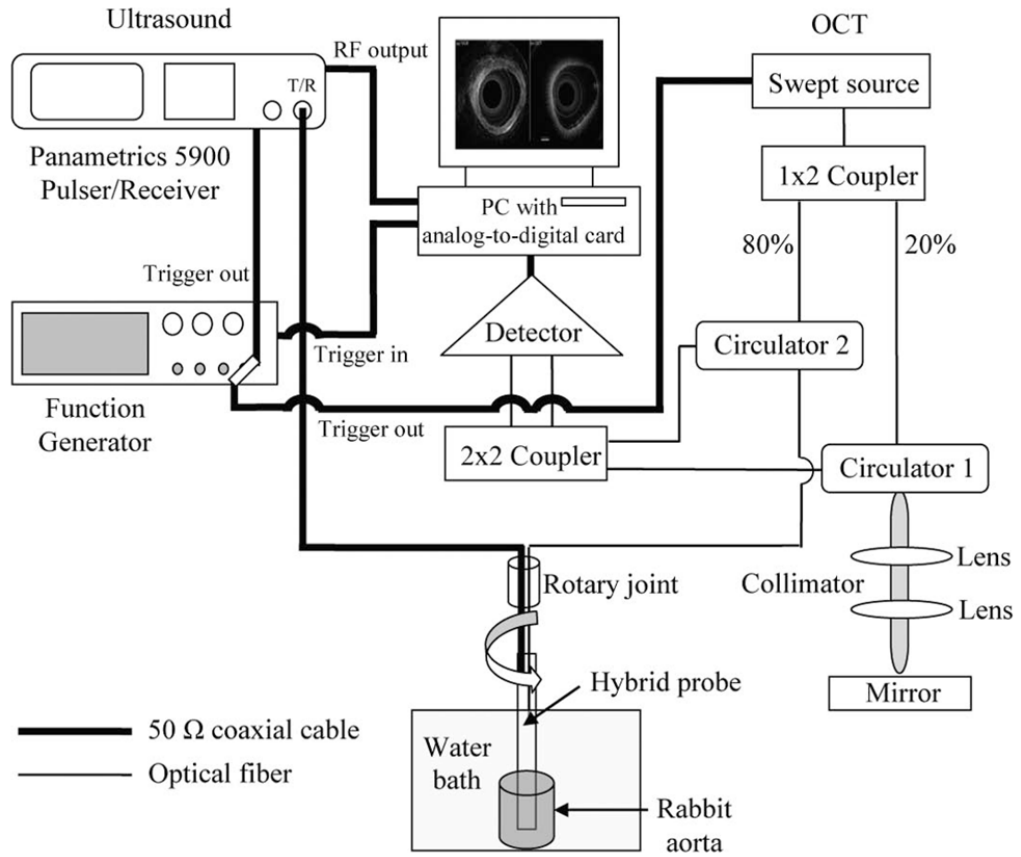 Ultrasound
OCT
RF output
T/R
Swept source
Panametrics 5900
Pulser/Receiver
1x2 Coupler
PC with
analog-to-digital card
80%
20%
Trigger out
Detector
Circulator 2
Trigger in
Function
Generator
Trigger out
2x2 Coupler
Circulator 1
Rotary joint
Collimator
Lens
Lens
Hybrid probe
Mirror
50 Ω coaxial cable
Optical fiber
Water
bath
Rabbit
aorta